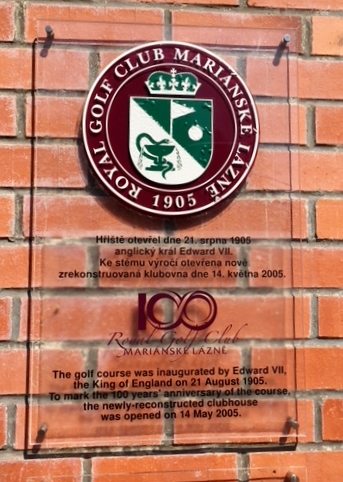 ROYAL GOLF CLUB MARIÁNSKÉ LÁZNĚ
1905
Hřiště otevřel dne 21. srpna 1905
anglický král Edward VII.
Ke stému výročí otevřena nově
zrekonstruovaná klubovna dne 14. května 2005.
100
Royal Golf Club
MARIÁNSKÉ LÁZNĚ
The golf course was inaugurated by Edward VII,
the King of England on 21 August 1905.
To mark the 100 years' anniversary of the course,
the newly-reconstructed clubhouse
was opened on 14 May 2005.